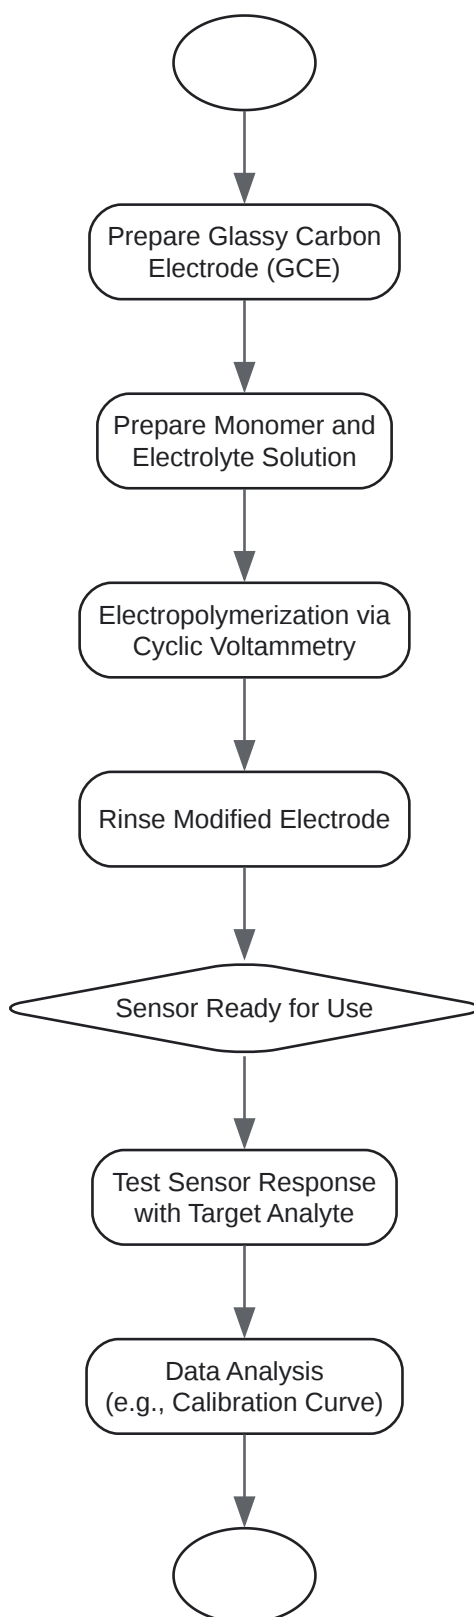 Prepare Glassy Carbon
Electrode (GCE)
Prepare Monomer and
Electrolyte Solution
Electropolymerization via
Cyclic Voltammetry
Rinse Modified Electrode
Sensor Ready for Use
Test Sensor Response
with Target Analyte
Data Analysis
(e.g., Calibration Curve)